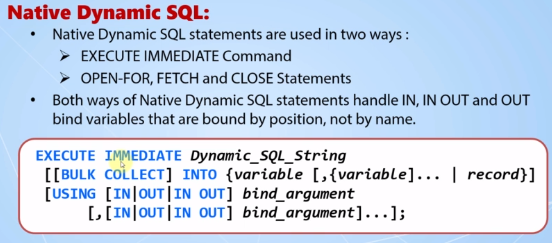 Native Dynamic SQL:
• Native Dynamic SQL statements are used in two ways :
➢ EXECUTE IMMEDIATE Command
➢ OPEN-FOR, FETCH and CLOSE Statements
• Both ways of Native Dynamic SQL statements handle IN, IN OUT and OUT
bind variables that are bound by position, not by name.
EXECUTE IMMEDIATE Dynamic_SQL_String
[[BULK COLLECT] INTO {variable [,{variable]... | record}]
[USING [IN|OUT|IN OUT] bind_argument
[,[IN|OUT|IN OUT] bind_argument]...];